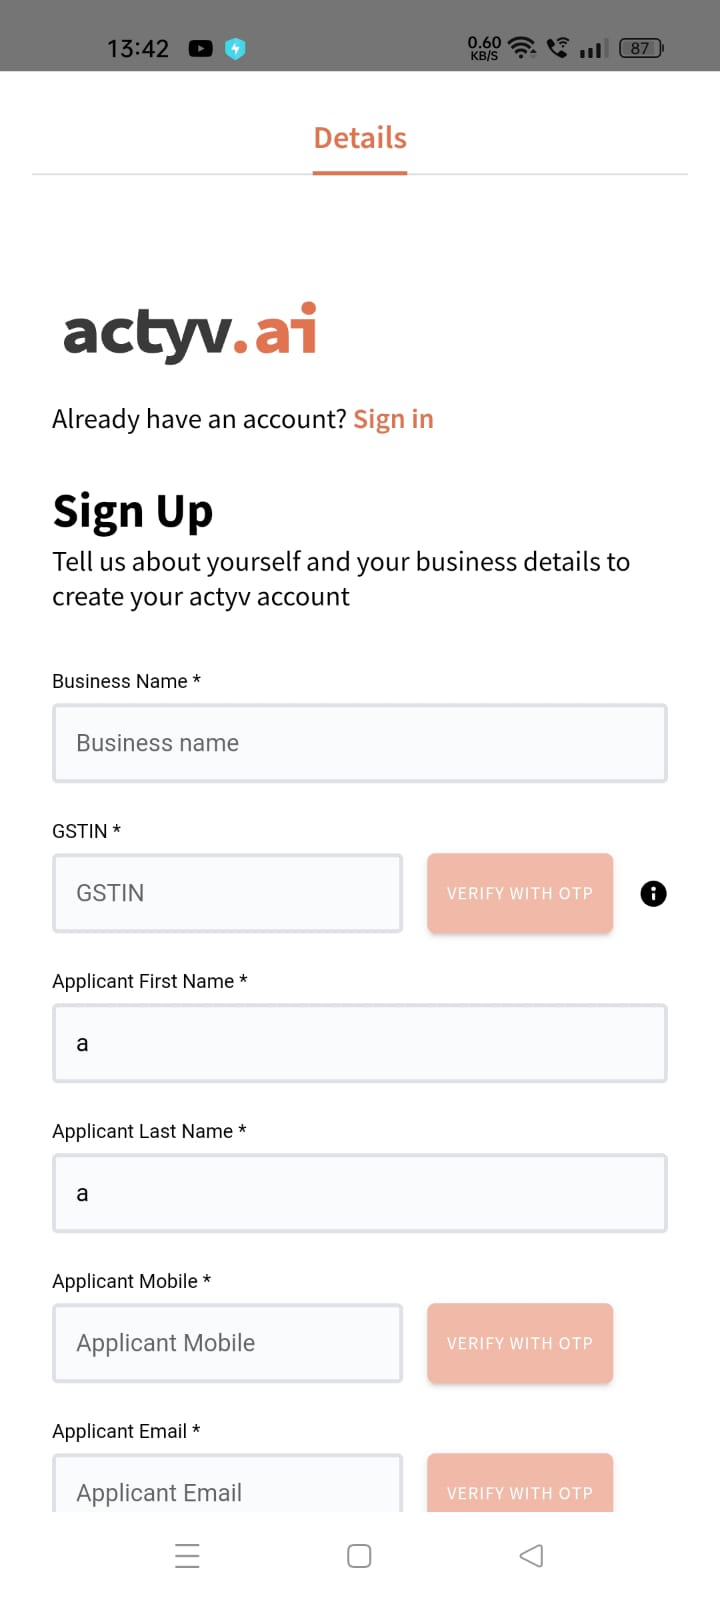 13:42
0.60
KB/S
87
Details
actyv.ai
Already have an account? Sign in
Sign Up
Tell us about yourself and your business details to
create your actyv account
Business Name *
Business name
GSTIN *
GSTIN
VERIFY WITH OTP
Applicant First Name *
a
Applicant Last Name *
a
Applicant Mobile *
Applicant Mobile
VERIFY WITH OTP
Applicant Email *
Applicant Email
VERIFY WITH OTP